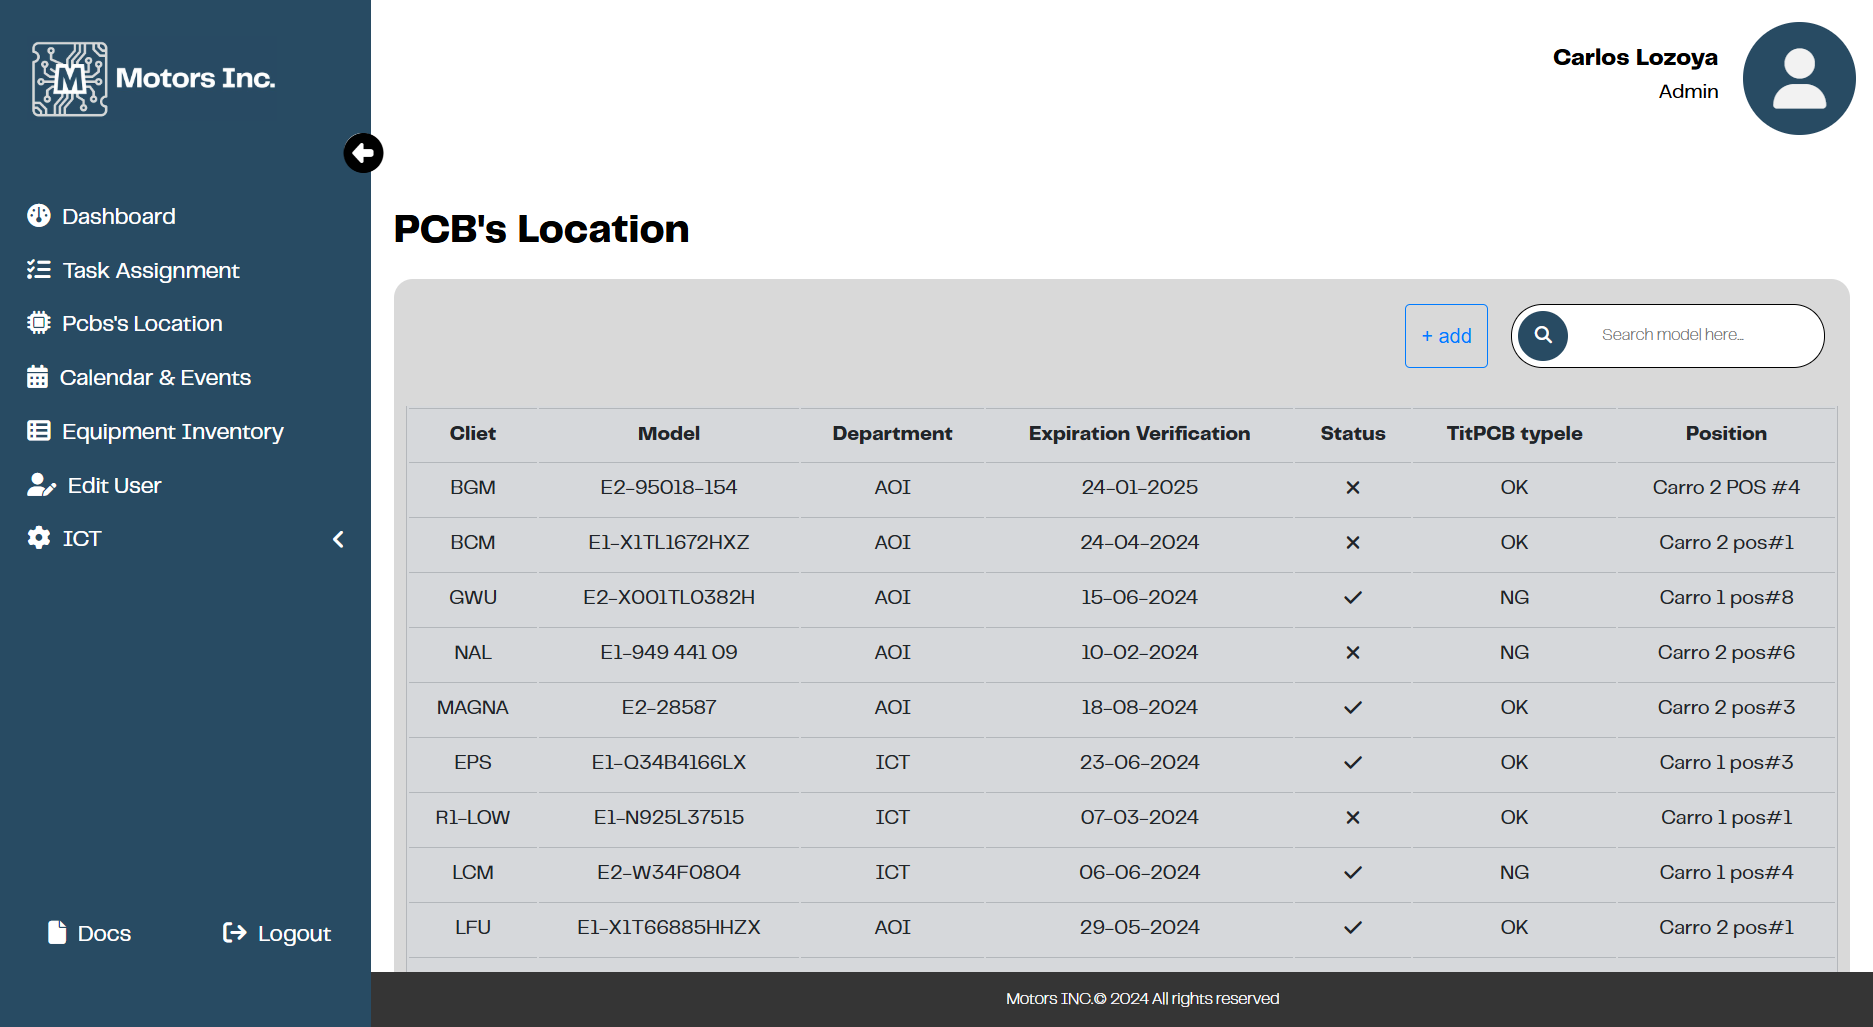 M Motors Inc.
Carlos Lozoya
Admin
Dashboard
Task Assignment
Pcbs's Location
Calendar & Events
Equipment Inventory
Edit User
ICT
Docs Logout
PCB's Location
+ add Search model here...
Cliet Model Department Expiration Verification Status TitPCB typele Position
BGM E2-95018-154 AOI 24-01-2025 OK Carro 2 POS #4
BCM E1-X1TL1672HXZ AOI 24-04-2024 OK Carro 2 pos#1
GWU E2-X001TL0382H AOI 15-06-2024 NG Carro 1 pos#8
NAL E1-949 441 09 AOI 10-02-2024 NG Carro 2 pos#6
MAGNA E2-28587 AOI 18-08-2024 OK Carro 2 pos#3
EPS E1-Q34B4166LX ICT 23-06-2024 OK Carro 1 pos#3
R1-LOW E1-N925L37515 ICT 07-03-2024 OK Carro 1 pos#1
LCM E2-W34F0804 ICT 06-06-2024 NG Carro 1 pos#4
LFU E1-X1T66885HHZX AOI 29-05-2024 OK Carro 2 pos#1
Motors INC.© 2024 All rights reserved